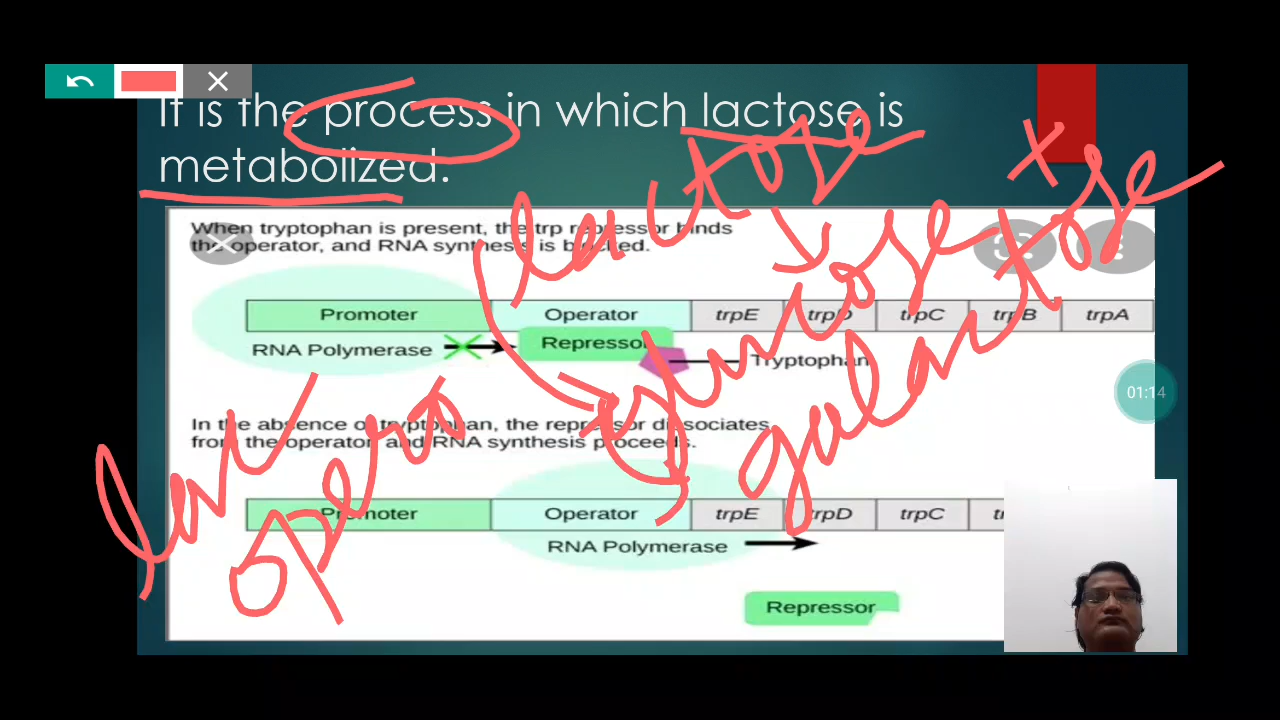 It is the process in which lactose is
metabolized.
When tryptophan is present, the trp repressor binds
the operator, and RNA synthesis is blocked.
Promoter Operator trpE trpD trpC trpB trpA
RNA Polymerase Repressor Tryptophan
01:14
In the absence of tryptophan, the repressor dissociates
from the operator and RNA synthesis proceeds.
Promoter Operator trpE trpD trpC
RNA Polymerase
Repressor
lactose
glucose +
galactose
lac
operon